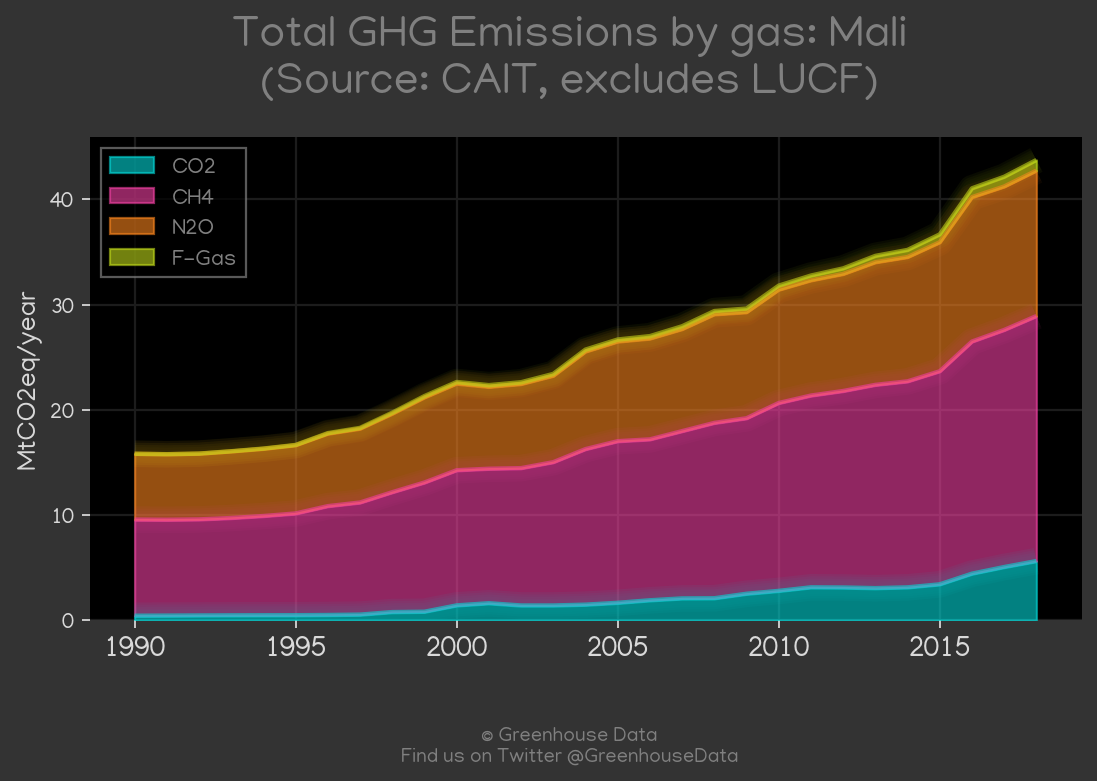 Total GHG Emissions by gas: Mali
(Source: CAIT, excludes LUCF)
CO2
CH4
N2O
F-Gas
MtCO2eq/year
40
30
20
10
0
1990 1995 2000 2005 2010 2015
© Greenhouse Data
Find us on Twitter @GreenhouseData